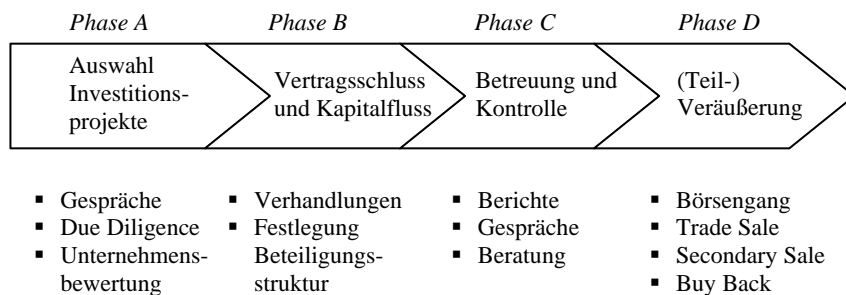 Phase A
Phase B
Phase C
Phase D
Auswahl
Investitions-
projekte
Vertragsschluss
und Kapitalfluss
Betreuung und
Kontrolle
(Teil-)
Veräußerung
▪ Gespräche
▪ Due Diligence
▪ Unternehmens-
bewertung
▪ Verhandlungen
▪ Festlegung
Beteiligungs-
struktur
▪ Berichte
▪ Gespräche
▪ Beratung
▪ Börsengang
▪ Trade Sale
▪ Secondary Sale
▪ Buy Back